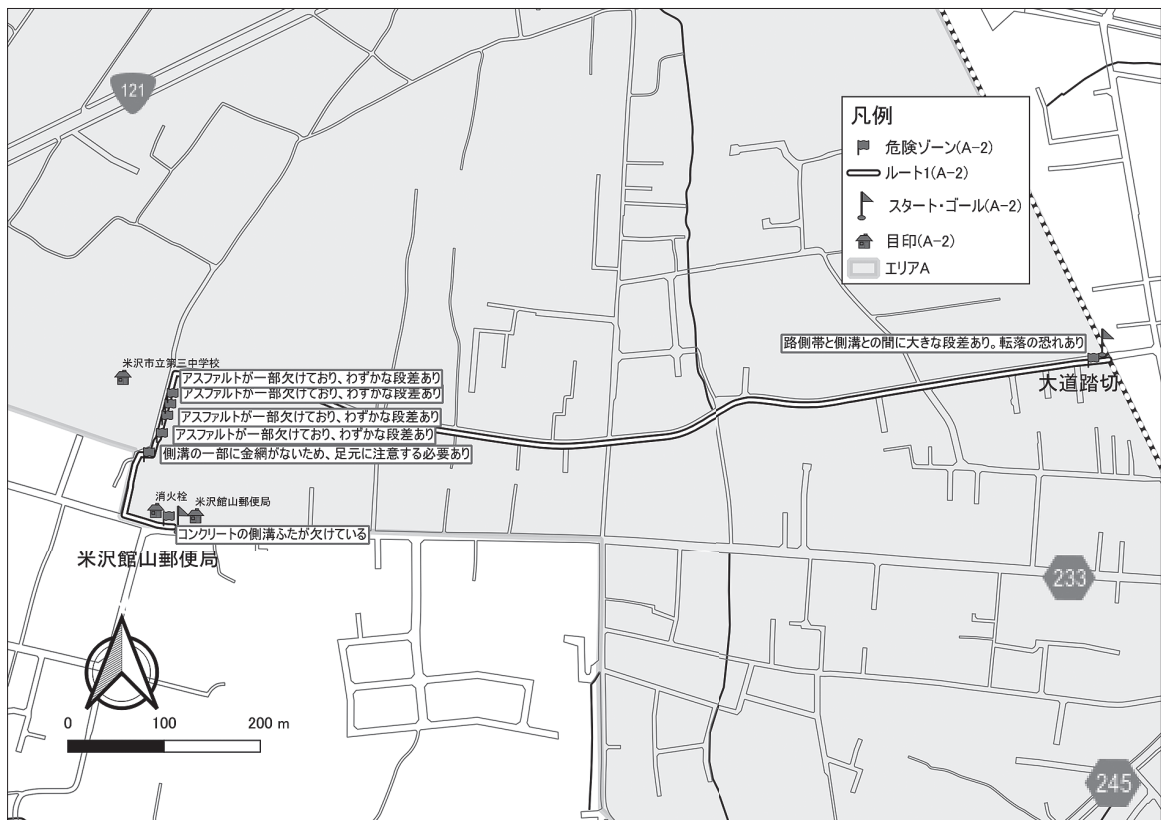 121
凡例
危険ゾーン(A-2)
ルート1(A-2)
スタート・ゴール(A-2)
目印(A-2)
エリアA
路側帯と側溝との間に大きな段差あり。転落の恐れあり
大道踏切
米沢市立第三中学校
アスファルトが一部欠けており、わずかな段差あり
アスファルトが一部欠けており、わずかな段差あり
アスファルトが一部欠けており、わずかな段差あり
アスファルトが一部欠けており、わずかな段差あり
側溝の一部に金網がないため、足元に注意する必要あり
消火栓
米沢館山郵便局
コンクリートの側溝ふたが欠けている
米沢館山郵便局
233
0 100 200 m
245